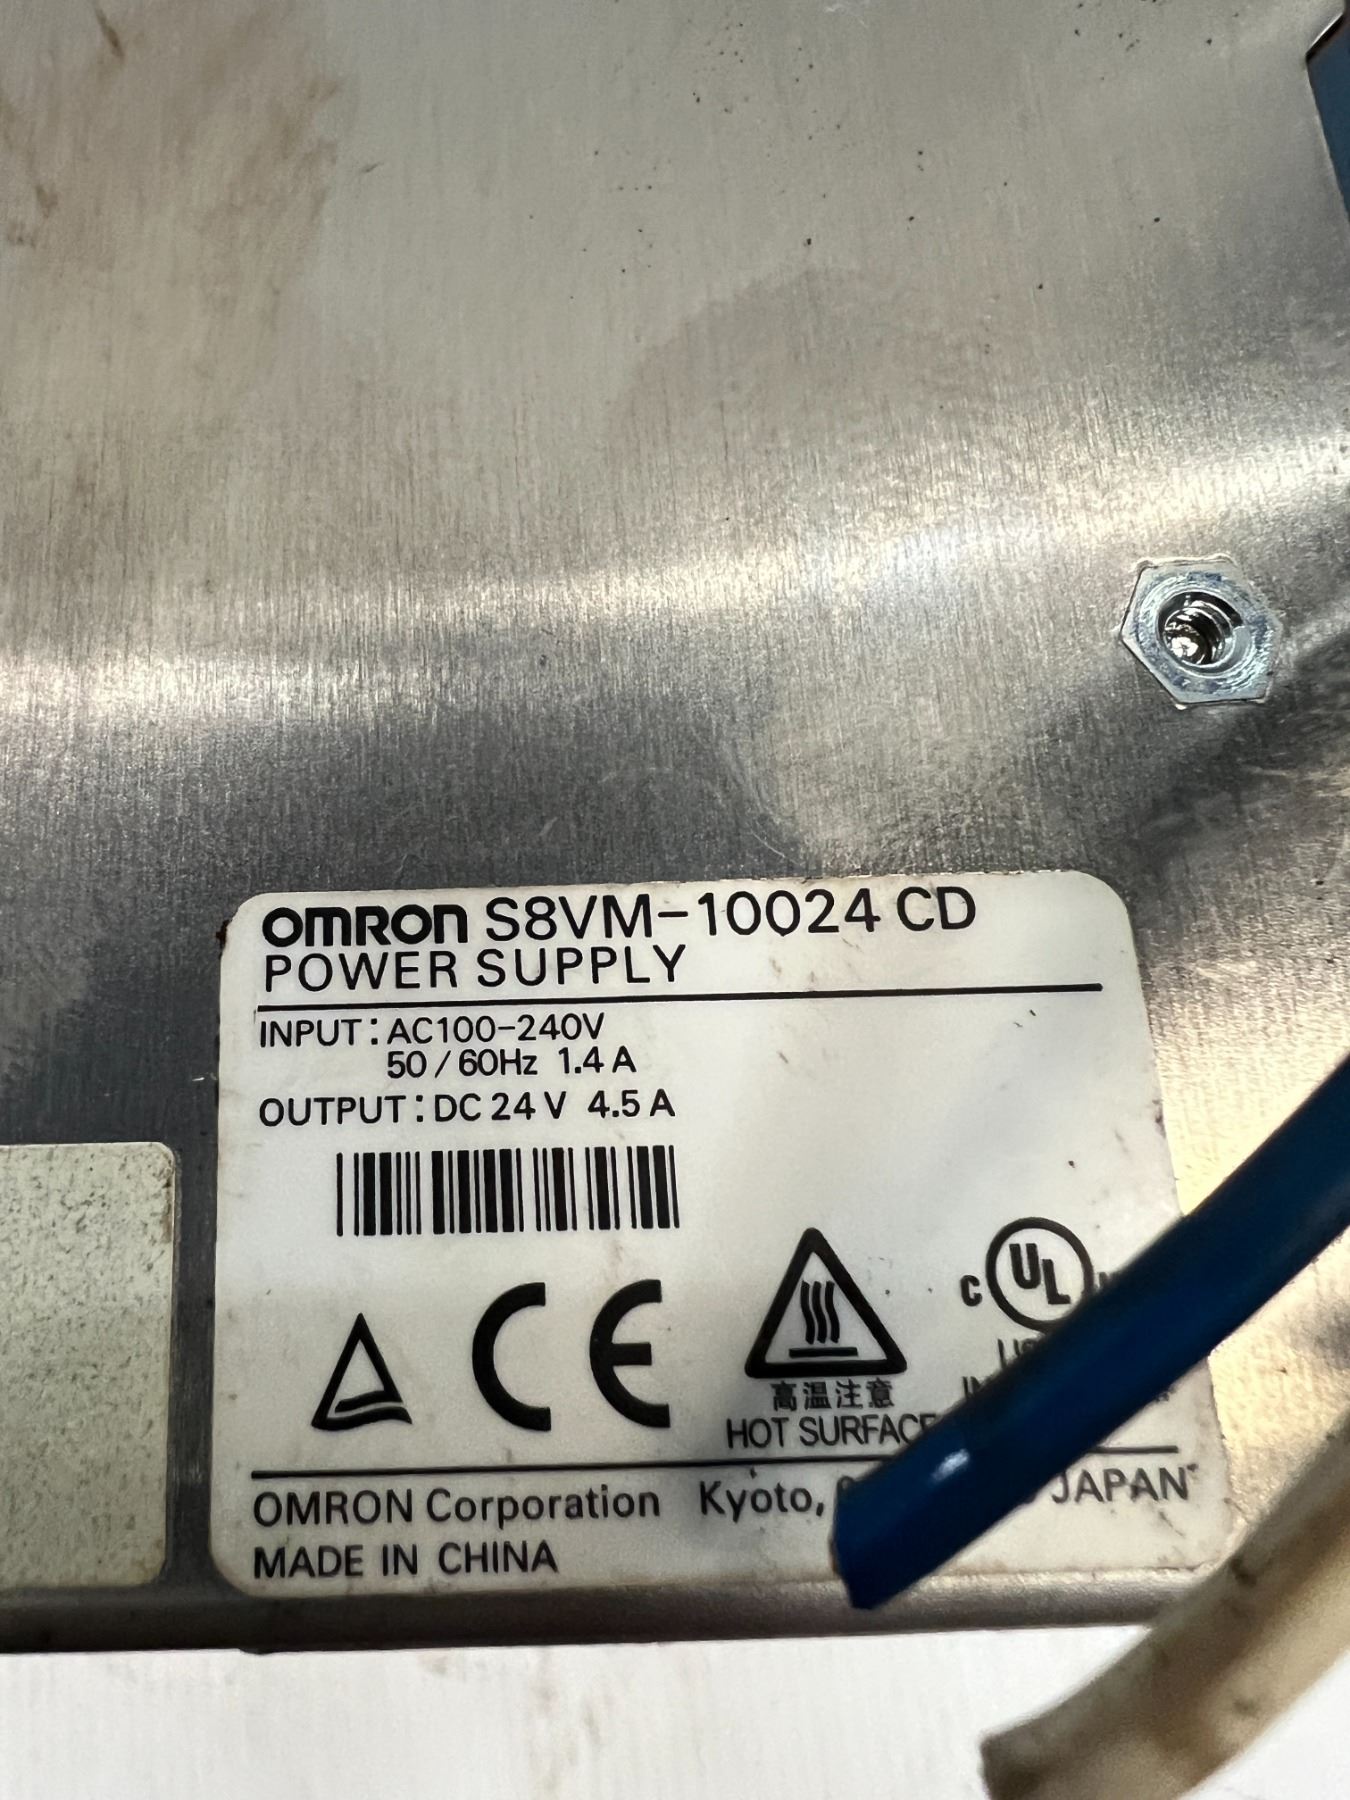 OMRON S8VM-10024 CD
POWER SUPPLY
INPUT: AC100-240V
50/60Hz 1.4 A
OUTPUT: DC 24 V 4.5 A
CE
C UL
高温注意
HOT SURFACE
OMRON Corporation Kyoto, JAPAN
MADE IN CHINA